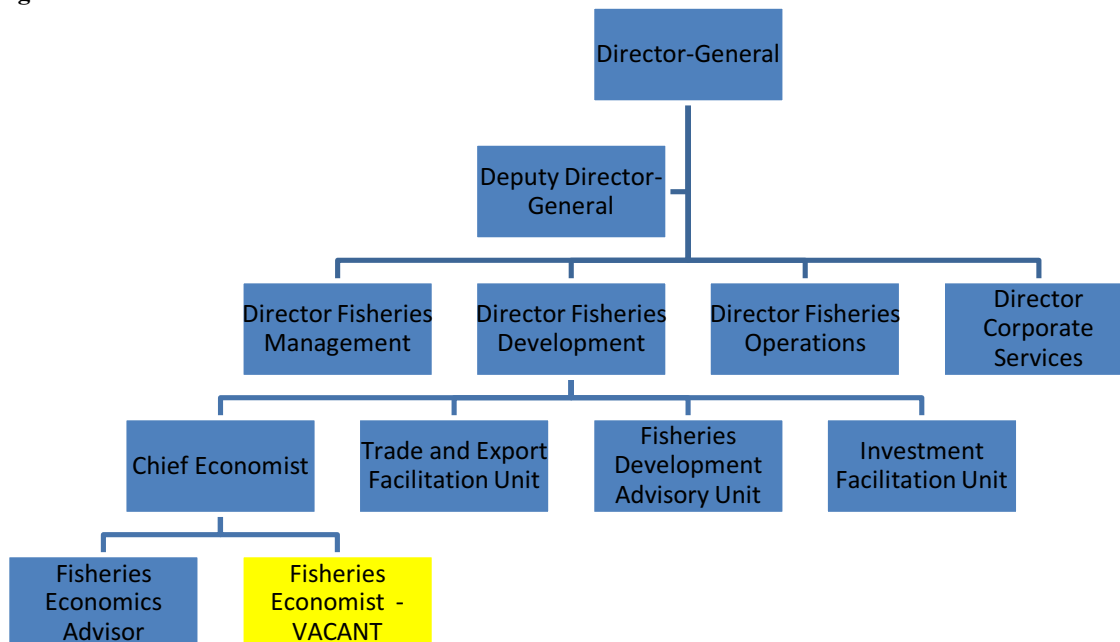 Director-General
Deputy Director-
General
Director Fisheries
Management
Director Fisheries
Development
Director Fisheries
Operations
Director
Corporate
Services
Chief Economist
Trade and Export
Facilitation Unit
Fisheries
Development
Advisory Unit
Investment
Facilitation Unit
Fisheries
Economics
Advisor
Fisheries
Economist -
VACANT